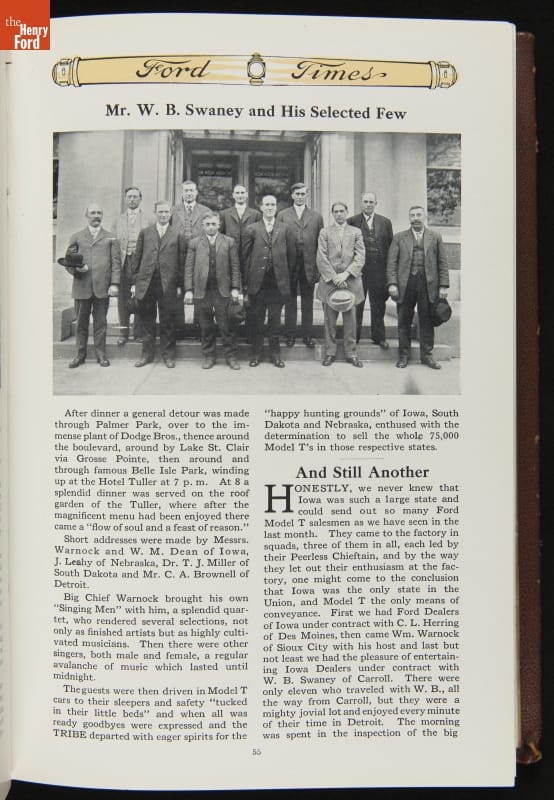 the
Henry
Ford
Ford Times
Mr. W. B. Swaney and His Selected Few
After dinner a general detour was made
through Palmer Park, over to the im-
mense plant of Dodge Bros., thence around
the boulevard, around by Lake St. Clair
via Grosse Pointe, then around and
through famous Belle Isle Park, winding
up at the Hotel Tuller at 7 p. m. At 8 a
splendid dinner was served on the roof
garden of the Tuller, where after the
magnificent menu had been enjoyed there
came a "flow of soul and a feast of reason."
Short addresses were made by Messrs.
Warnock and W. M. Dean of Iowa,
J. Leahy of Nebraska, Dr. T. J. Miller of
South Dakota and Mr. C. A. Brownell of
Detroit.
Big Chief Warnock brought his own
"Singing Men" with him, a splendid quar-
tet, who rendered several selections, not
only as finished artists but as highly culti-
vated musicians. Then there were other
singers, both male and female, a regular
avalanche of music which lasted until
midnight.
The guests were then driven in Model T
cars to their sleepers and safety "tucked
in their little beds" and when all was
ready goodbyes were expressed and the
TRIBE departed with eager spirits for the
"happy hunting grounds" of Iowa, South
Dakota and Nebraska, enthused with the
determination to sell the whole 75,000
Model T's in those respective states.
And Still Another
HONESTLY, we never knew that
Iowa was such a large state and
could send out so many Ford
Model T salesmen as we have seen in the
last month. They came to the factory in
squads, three of them in all, each led by
their Peerless Chieftain, and by the way
they let out their enthusiasm at the fac-
tory, one might come to the conclusion
that Iowa was the only state in the
Union, and Model T the only means of
conveyance. First we had Ford Dealers
of Iowa under contract with C. L. Herring
of Des Moines, then came Wm. Warnock
of Sioux City with his host and last but
not least we had the pleasure of entertain-
ing Iowa Dealers under contract with
W. B. Swaney of Carroll. There were
only eleven who traveled with W. B., all
the way from Carroll, but they were a
mighty jovial lot and enjoyed every minute
of their time in Detroit. The morning
was spent in the inspection of the big
55